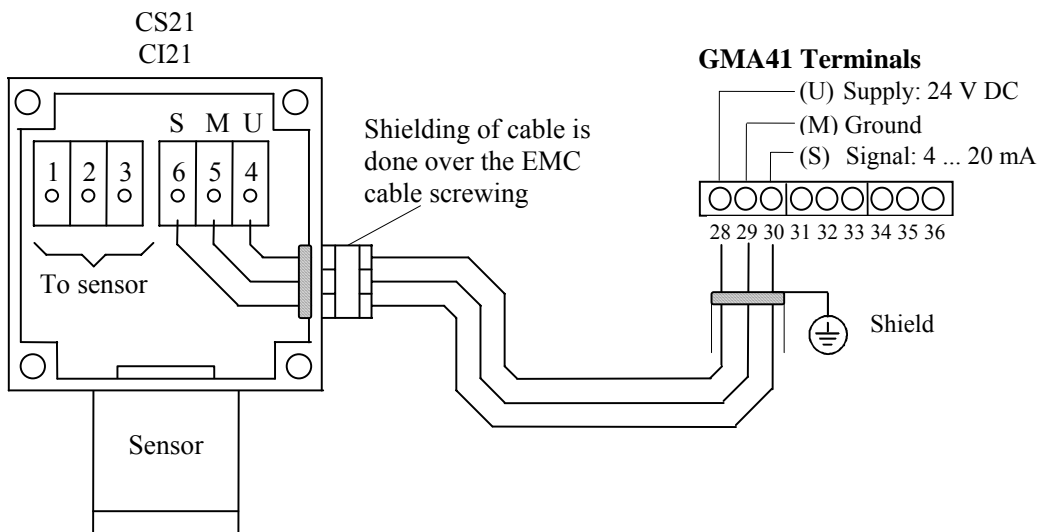 CS21
CI21
GMA41 Terminals
(U) Supply: 24 V DC
(M) Ground
(S) Signal: 4 ... 20 mA
S M U
1 2 3 6 5 4
Shielding of cable is
done over the EMC
cable screwing
28 29 30 31 32 33 34 35 36
To sensor
Shield
Sensor